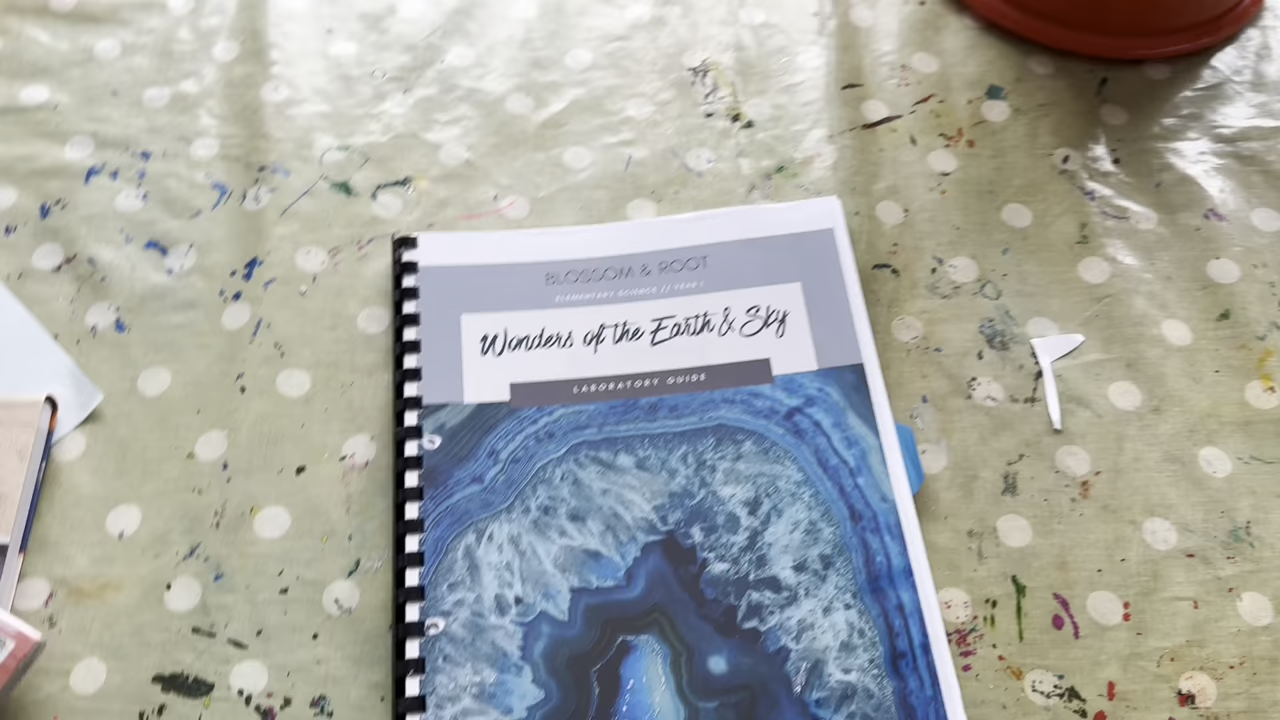 BLOSSOM & ROOT
ELEMENTARY SCIENCE // YEAR 1
Wonders of the Earth & Sky
LABORATORY GUIDE